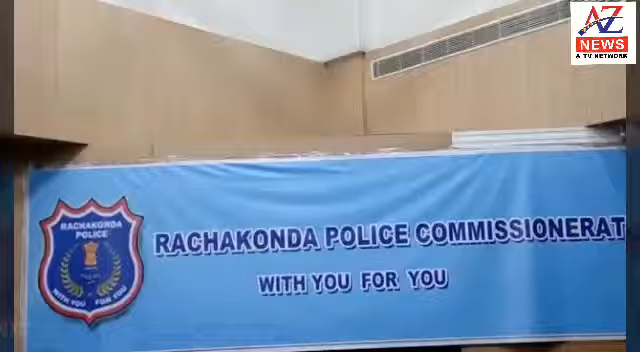 AZ
NEWS
A TV NETWORK
RACHAKONDA
POLICE
WITH YOU FOR YOU
RACHAKONDA POLICE COMMISSIONERAT
WITH YOU FOR YOU